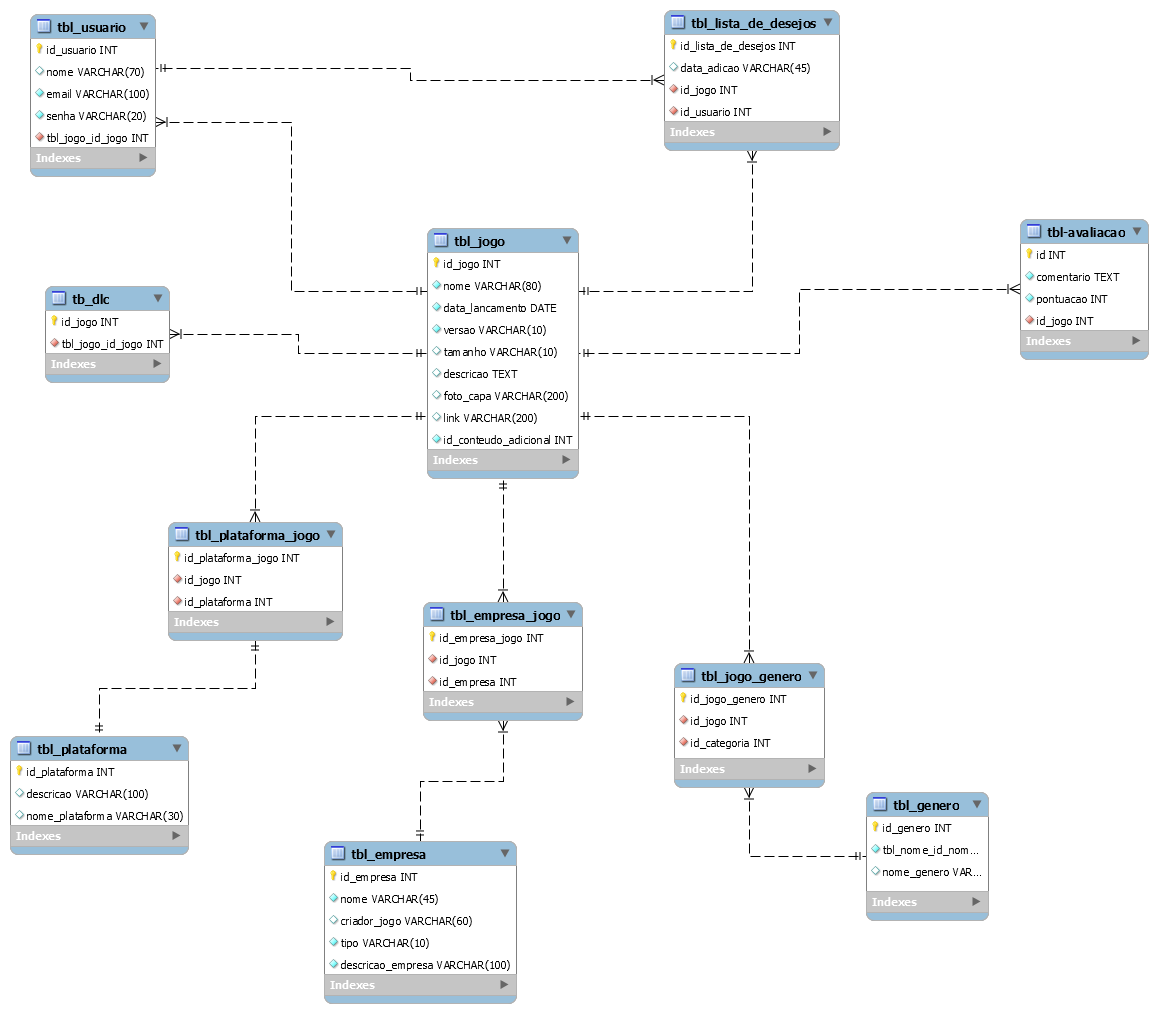 tbl_usuario
id_usuario INT
nome VARCHAR(70)
email VARCHAR(100)
senha VARCHAR(20)
tbl_jogo_id_jogo INT
Indexes
tbl_lista_de_desejos
id_lista_de_desejos INT
data_adicao VARCHAR(45)
id_jogo INT
id_usuario INT
Indexes
tbl_jogo
id_jogo INT
nome VARCHAR(80)
data_lancamento DATE
versao VARCHAR(10)
tamanho VARCHAR(10)
descricao TEXT
foto_capa VARCHAR(200)
link VARCHAR(200)
id_conteudo_adicional INT
Indexes
tbl-avaliacao
id INT
comentario TEXT
pontuacao INT
id_jogo INT
Indexes
tb_dlc
id_jogo INT
tbl_jogo_id_jogo INT
Indexes
tbl_plataforma_jogo
id_plataforma_jogo INT
id_jogo INT
id_plataforma INT
Indexes
tbl_empresa_jogo
id_empresa_jogo INT
id_jogo INT
id_empresa INT
Indexes
tbl_jogo_genero
id_jogo_genero INT
id_jogo INT
id_categoria INT
Indexes
tbl_plataforma
id_plataforma INT
descricao VARCHAR(100)
nome_plataforma VARCHAR(30)
Indexes
tbl_genero
id_genero INT
tbl_nome_id_nom...
nome_genero VAR...
Indexes
tbl_empresa
id_empresa INT
nome VARCHAR(45)
criador_jogo VARCHAR(60)
tipo VARCHAR(10)
descricao_empresa VARCHAR(100)
Indexes